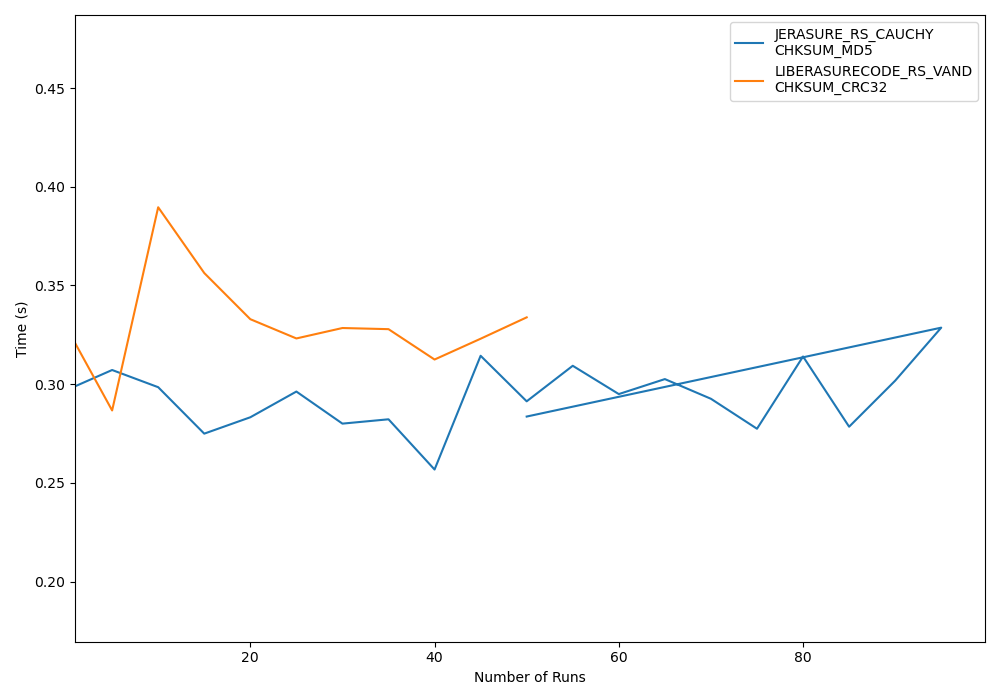 JERASURE_RS_CAUCHY
CHKSUM_MD5
LIBERASURECODE_RS_VAND
CHKSUM_CRC32
0.45
0.40
0.35
0.30
0.25
0.20
Time (s)
20 40 60 80
Number of Runs